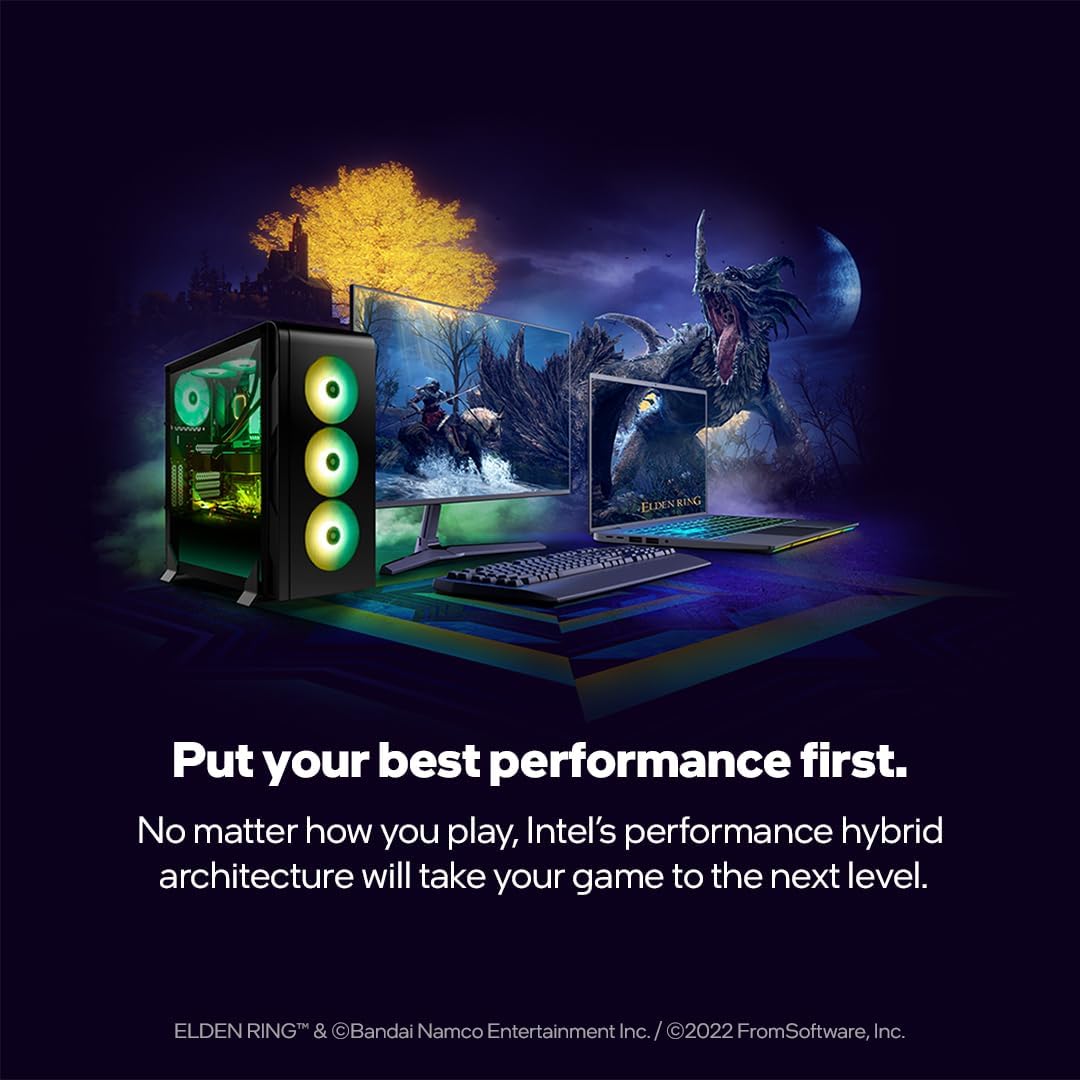 ELDEN RING
Put your best performance first.
No matter how you play, Intel's performance hybrid
architecture will take your game to the next level.
ELDEN RING™ & ©Bandai Namco Entertainment Inc. / ©2022 FromSoftware, Inc.